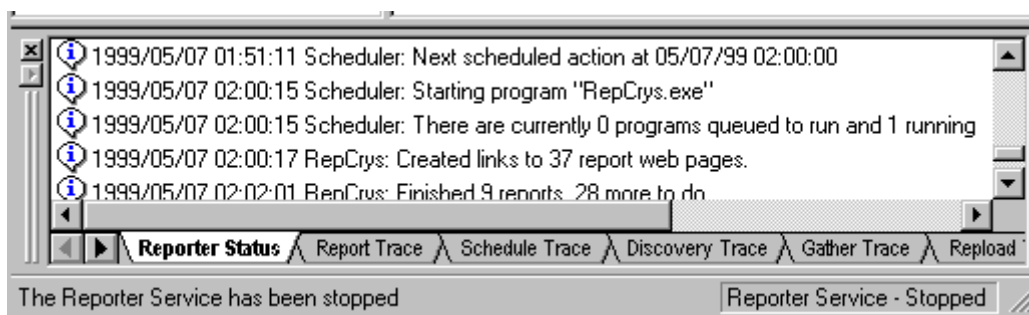 1999/05/07 01:51:11 Scheduler: Next scheduled action at 05/07/99 02:00:00
1999/05/07 02:00:15 Scheduler: Starting program "RepCrys.exe"
1999/05/07 02:00:15 Scheduler: There are currently 0 programs queued to run and 1 running
1999/05/07 02:00:17 RepCrys: Created links to 37 report web pages.
1999/05/07 02:02:01 RepCrys: Finished 9 reports, 28 more to do
Reporter Status Report Trace Schedule Trace Discovery Trace Gather Trace Repload
The Reporter Service has been stopped Reporter Service - Stopped